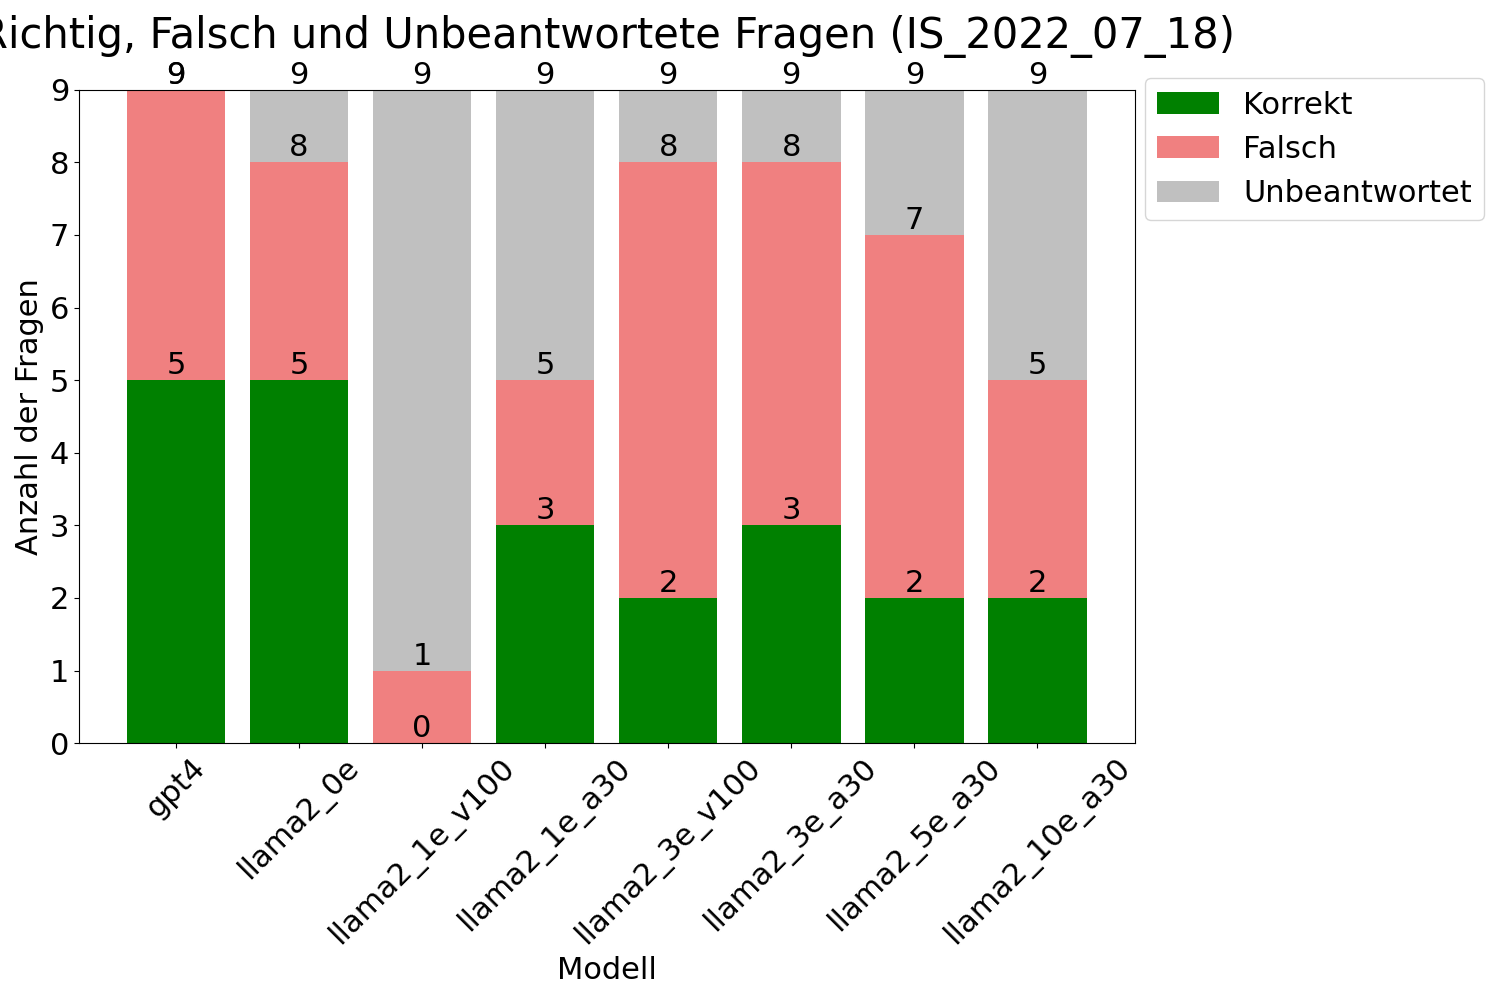 Richtig, Falsch und Unbeantwortete Fragen (IS_2022_07_18)
9 9 9 9 9 9 9 9
Korrekt
Falsch
Unbeantwortet
9
8
7
6
5
4
3
2
1
0
8 8 8
7
5 5 5 5
3 3
2 2 2
1
0
Anzahl der Fragen
gpt4
llama2_0e
llama2_1e_v100
llama2_1e_a30
llama2_3e_v100
llama2_3e_a30
llama2_5e_a30
llama2_10e_a30
Modell